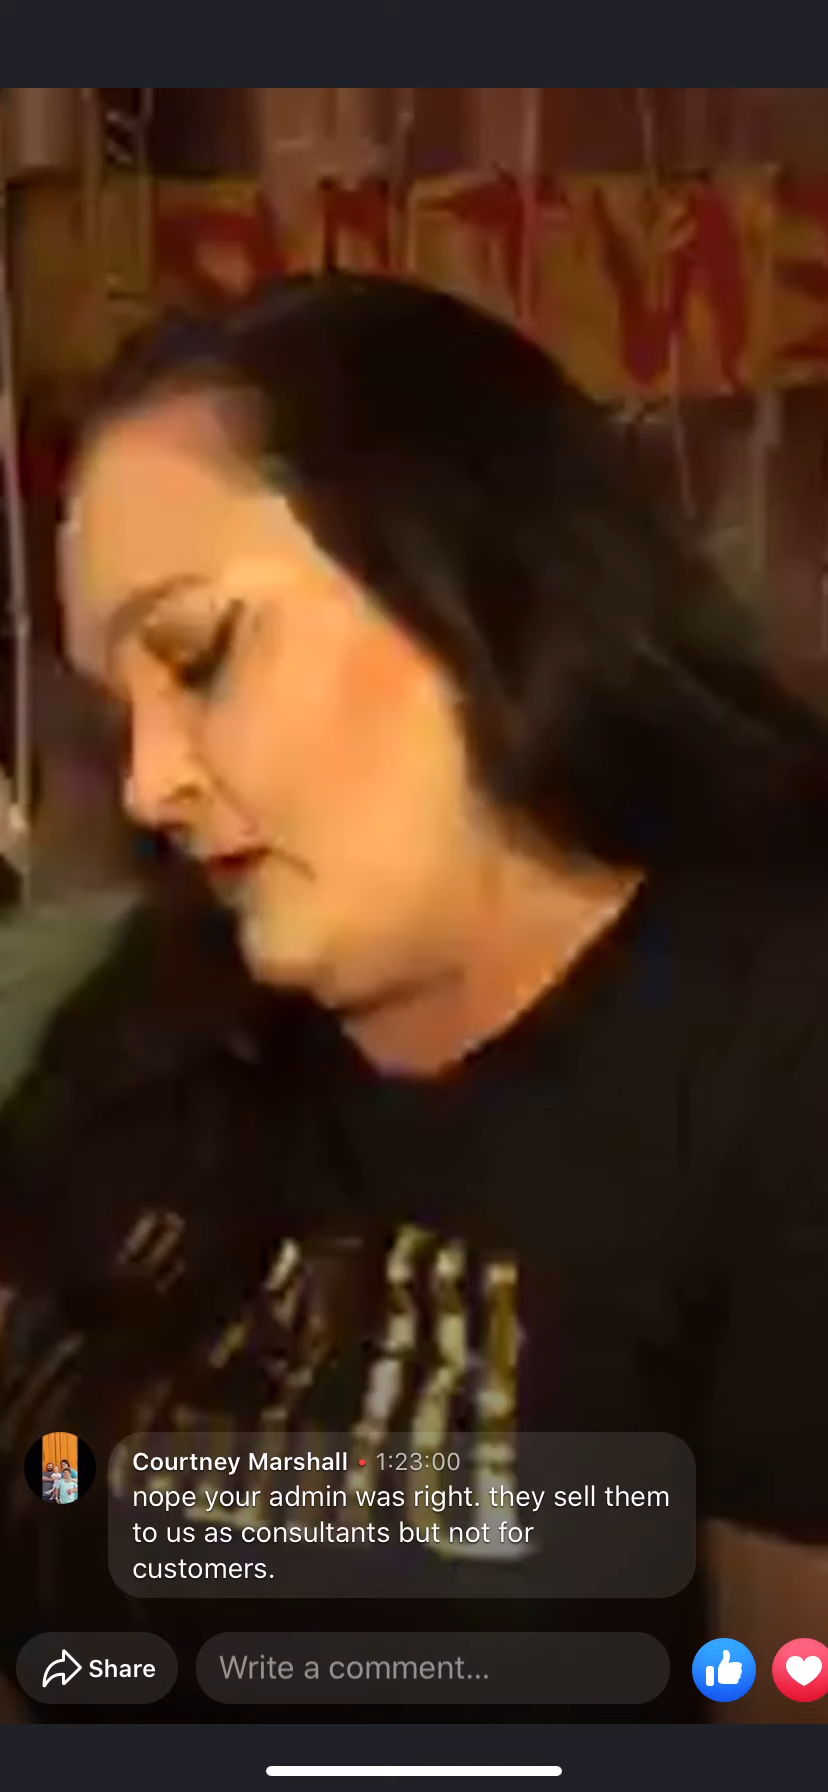 Courtney Marshall • 1:23:00
nope your admin was right. they sell them
to us as consultants but not for
customers.
Share
Write a comment...